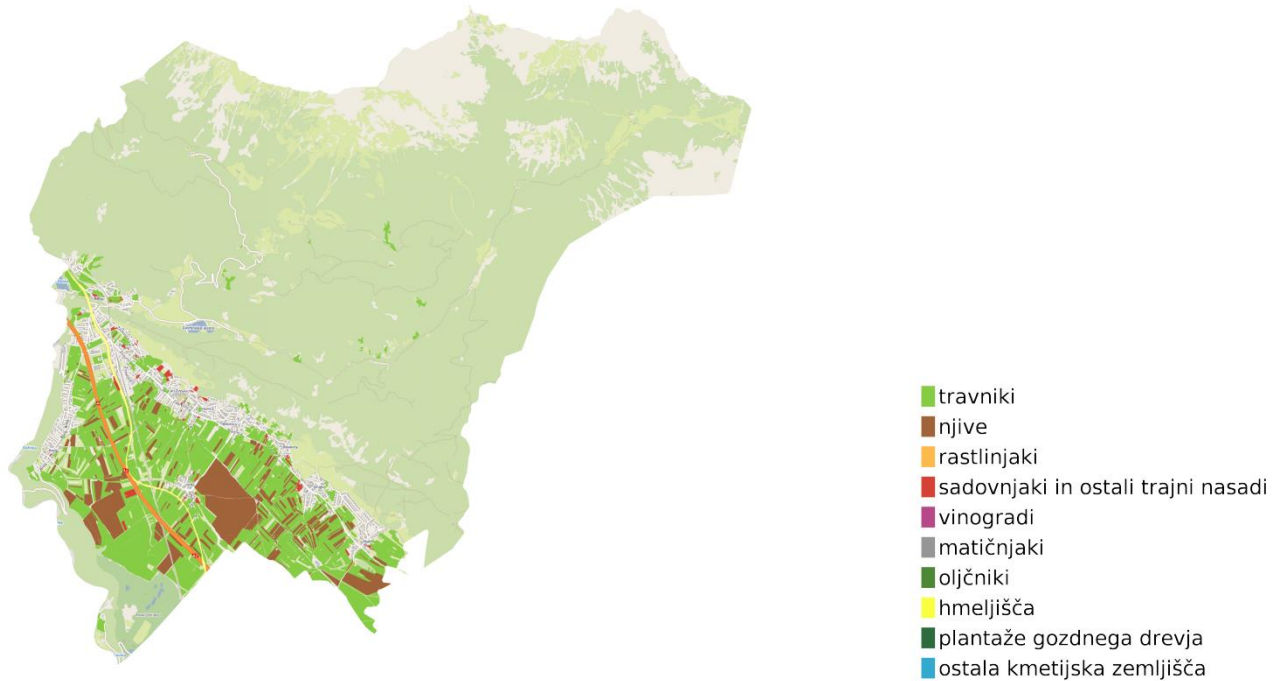 travniki
njive
rastlinjaki
sadovnjaki in ostali trajni nasadi
vinogradi
matičnjaki
oljčniki
hmeljišča
plantaže gozdnega drevja
ostala kmetijska zemljišča